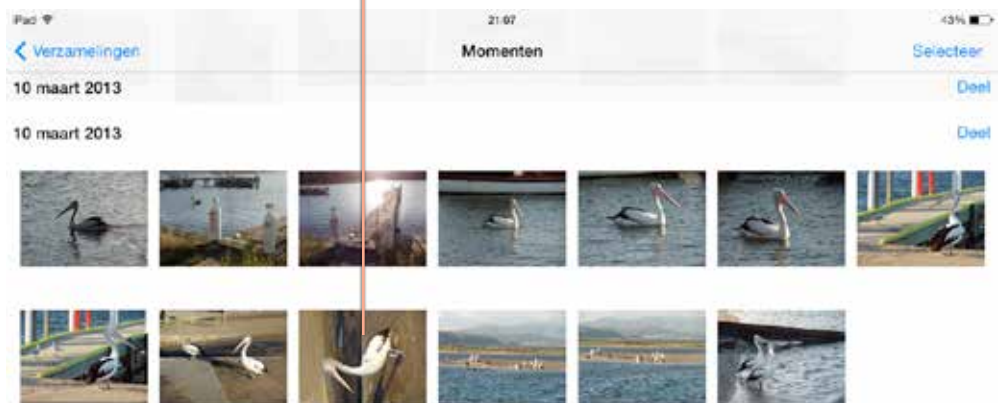 iPad 21:07 43%
Verzamelingen Momenten Selecteer
10 maart 2013 Deel
10 maart 2013 Deel